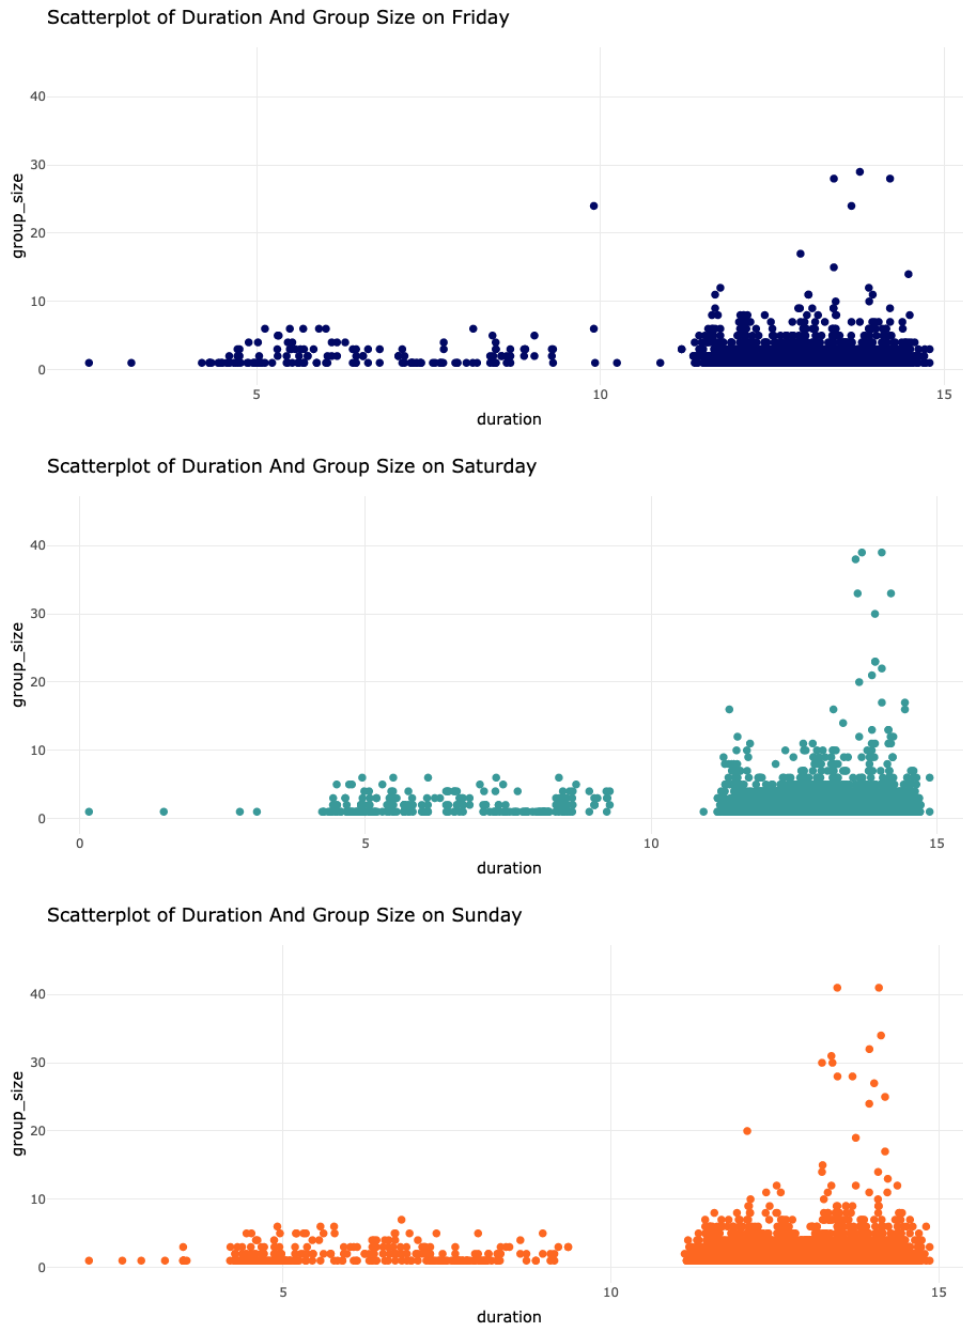 Scatterplot of Duration And Group Size on Friday
40
30
20
10
0
group_size
5 10 15
duration
Scatterplot of Duration And Group Size on Saturday
40
30
20
10
0
group_size
0 5 10 15
duration
Scatterplot of Duration And Group Size on Sunday
40
30
20
10
0
group_size
5 10 15
duration